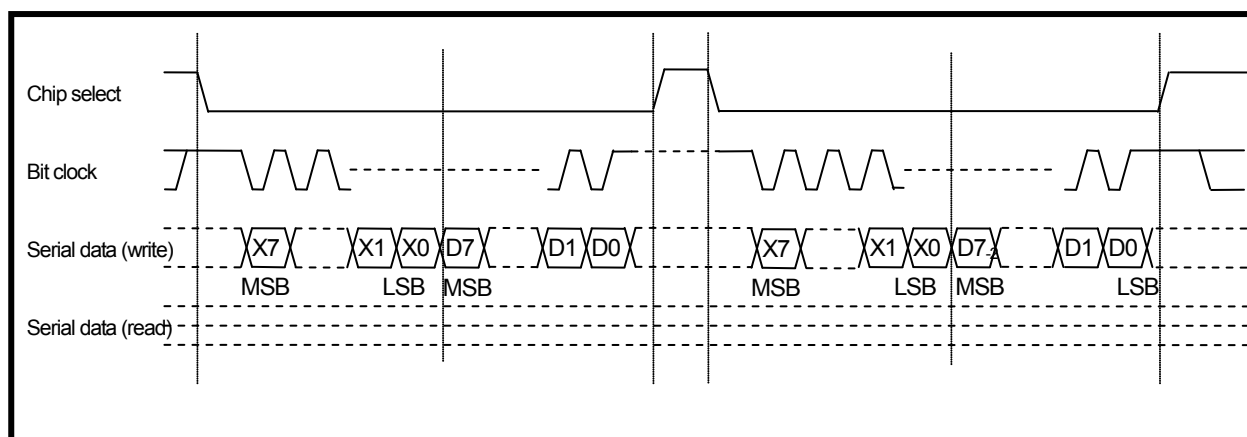 Chip select
Bit clock
Serial data (write) X7 X1 X0 D7 D1 D0 X7 X1 X0 D7-2 D1 D0
MSB LSB MSB MSB LSB MSB LSB
Serial data (read)